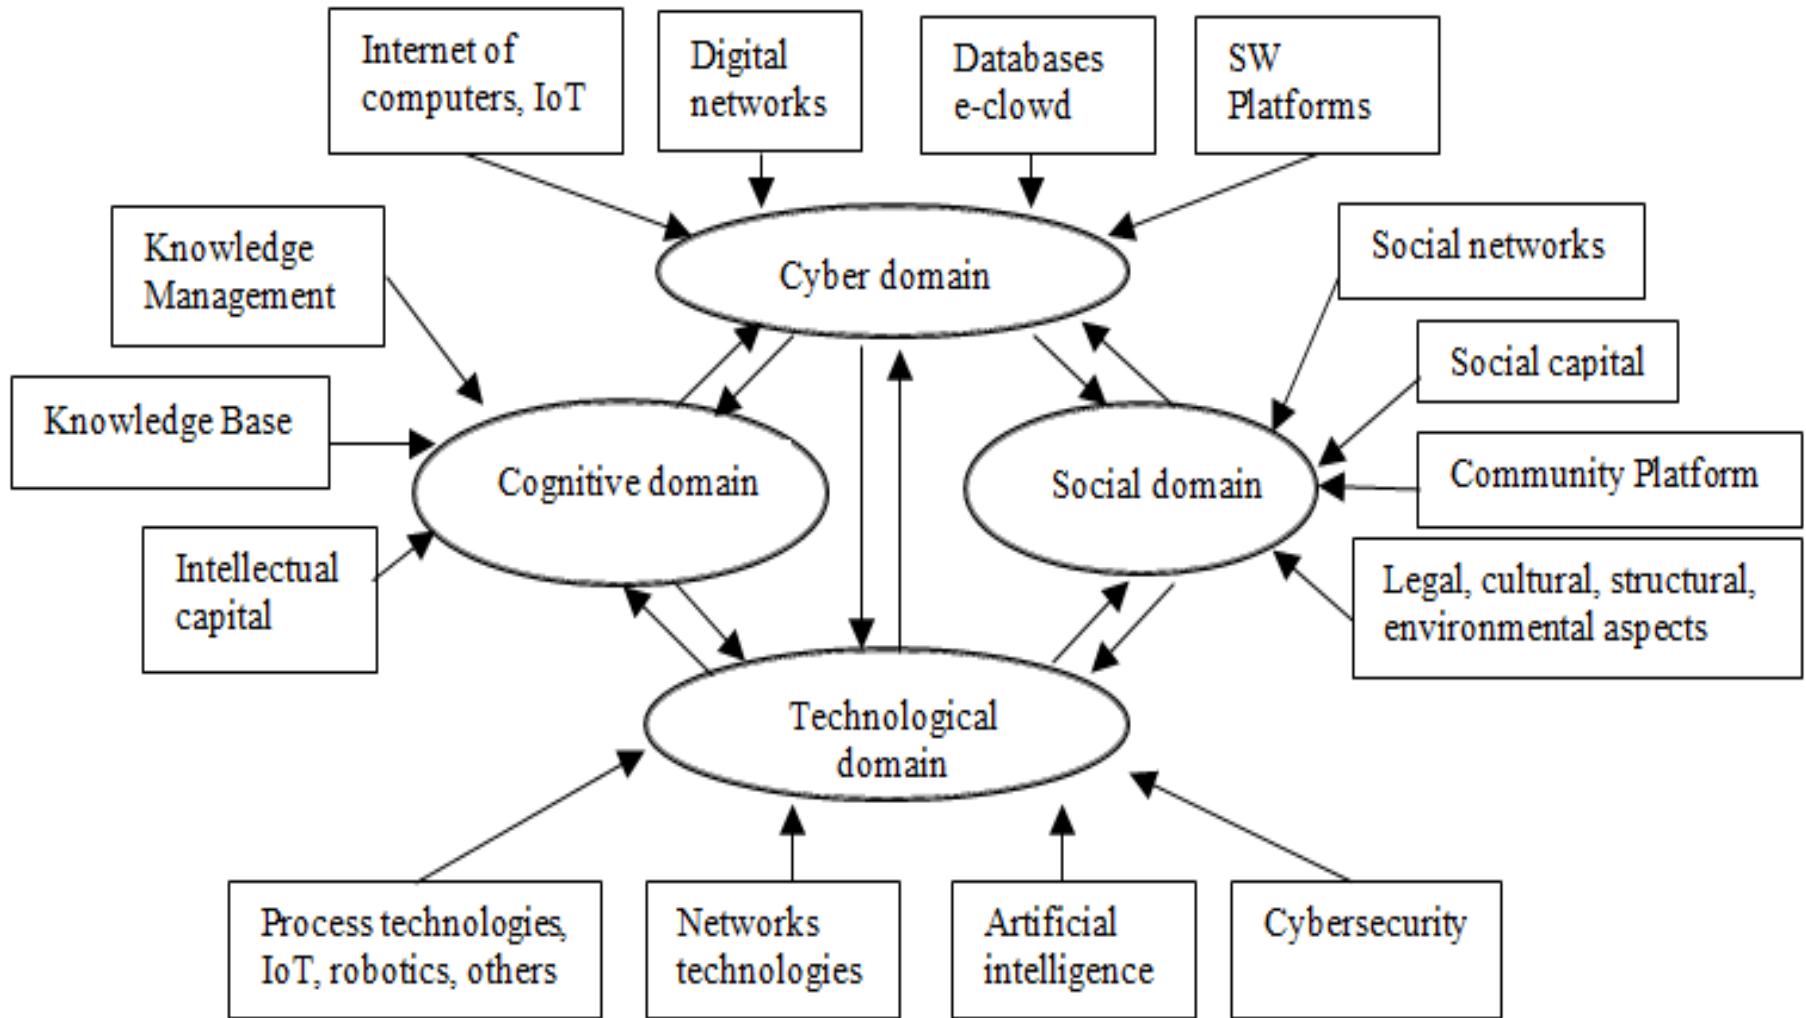 Internet of
computers, IoT
Digital
networks
Databases
e-clowd
SW
Platforms
Knowledge
Management
Cyber domain
Social networks
Social capital
Knowledge Base
Cognitive domain
Social domain
Community Platform
Intellectual
capital
Legal, cultural, structural,
environmental aspects
Technological
domain
Process technologies,
IoT, robotics, others
Networks
technologies
Artificial
intelligence
Cybersecurity